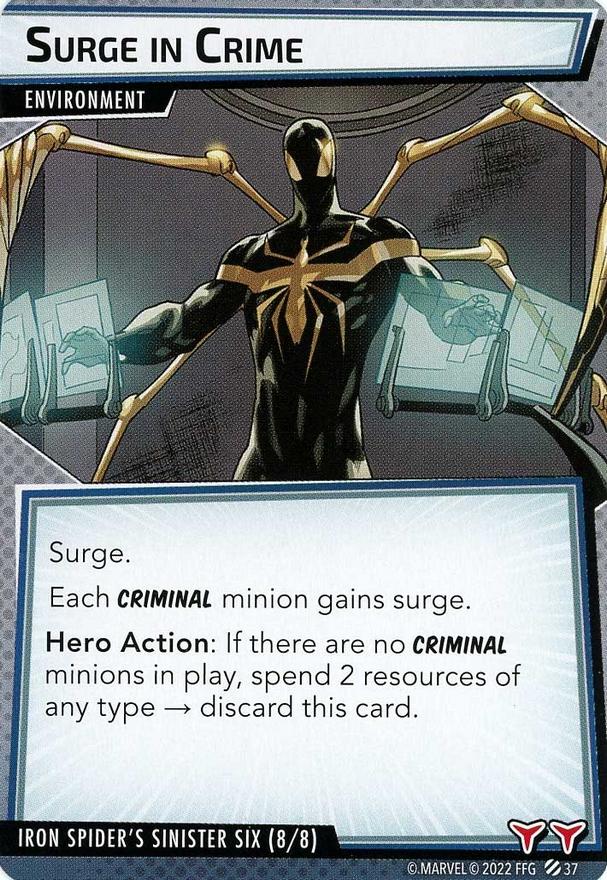 SURGE IN CRIME
ENVIRONMENT
Surge.
Each CRIMINAL minion gains surge.
Hero Action: If there are no CRIMINAL
minions in play, spend 2 resources of
any type → discard this card.
IRON SPIDER'S SINISTER SIX (8/8)
©MARVEL © 2022 FFG 37